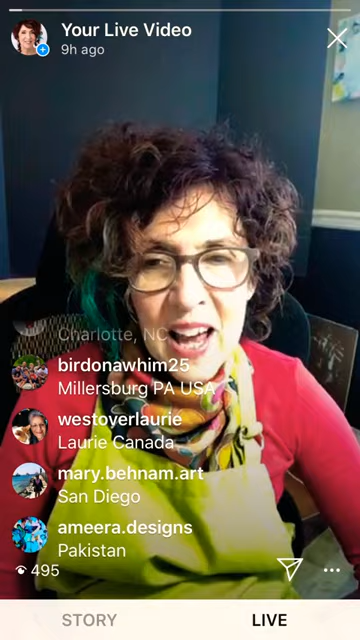 Your Live Video
9h ago
Charlotte, NC
birdonawhim25
Millersburg PA USA
westoverlaurie
Laurie Canada
mary.behnam.art
San Diego
ameera.designs
Pakistan
495
STORY
LIVE